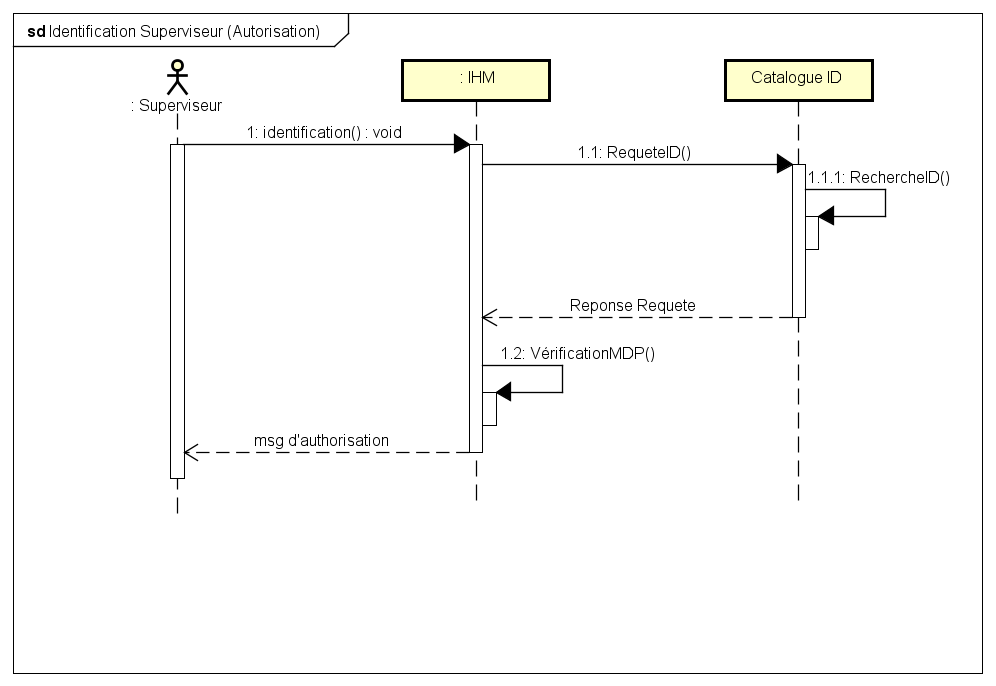 sd Identification Superviseur (Autorisation)
: Superviseur
: IHM
Catalogue ID
1: identification() : void
1.1: RequeteID()
1.1.1: RechercheID()
Reponse Requete
1.2: VérificationMDP()
msg d'authorisation